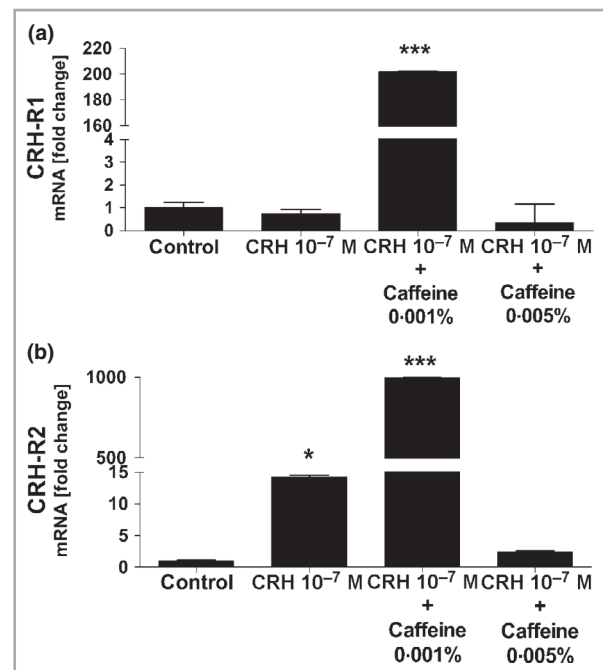 (a)
CRH-R1
mRNA [fold change]
220
200
180
160
4
3
2
1
0
***
Control
CRH 10⁻⁷ M
CRH 10⁻⁷ M
+
Caffeine
0·001%
CRH 10⁻⁷ M
+
Caffeine
0·005%
(b)
CRH-R2
mRNA [fold change]
1000
500
15
10
5
0
*
***
Control
CRH 10⁻⁷ M
CRH 10⁻⁷ M
+
Caffeine
0·001%
CRH 10⁻⁷ M
+
Caffeine
0·005%